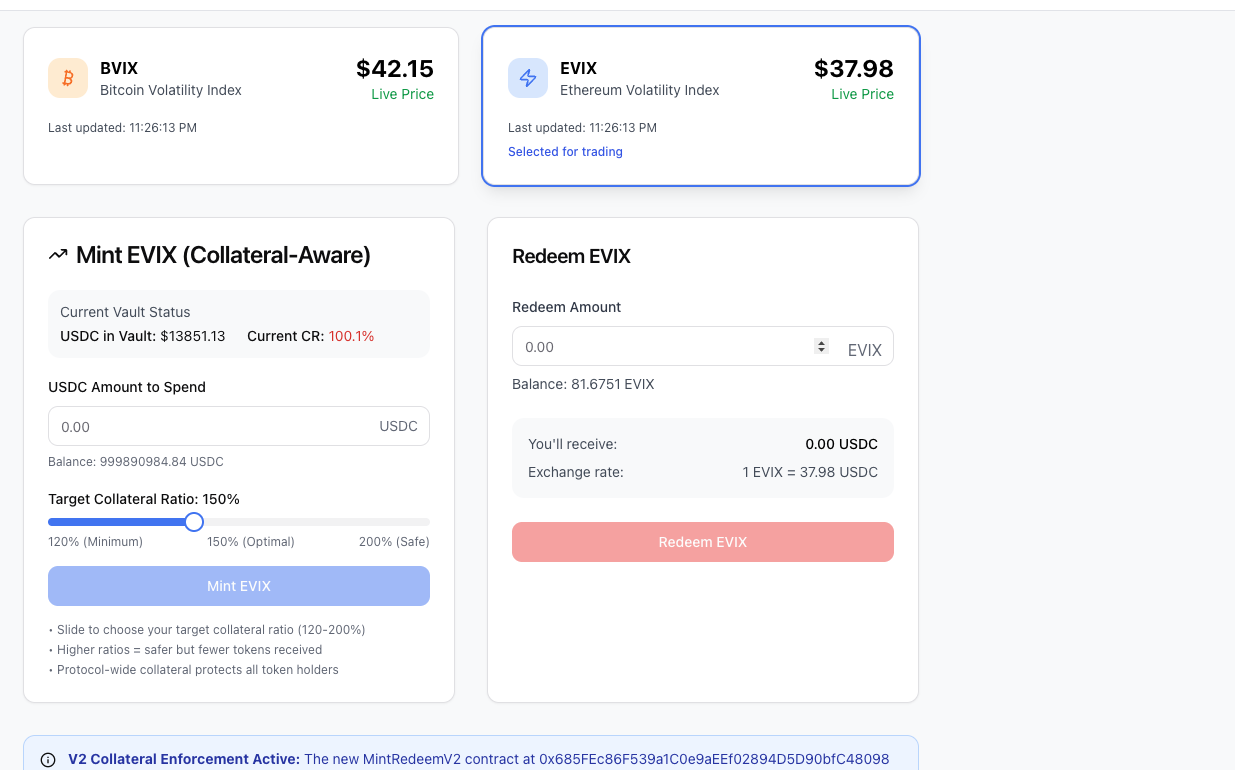 BVIX
Bitcoin Volatility Index
$42.15
Live Price
Last updated: 11:26:13 PM
EVIX
Ethereum Volatility Index
$37.98
Live Price
Last updated: 11:26:13 PM
Selected for trading
Mint EVIX (Collateral-Aware)
Current Vault Status
USDC in Vault: $13851.13 Current CR: 100.1%
USDC Amount to Spend
0.00 USDC
Balance: 999890984.84 USDC
Target Collateral Ratio: 150%
120% (Minimum) 150% (Optimal) 200% (Safe)
Mint EVIX
• Slide to choose your target collateral ratio (120-200%)
• Higher ratios = safer but fewer tokens received
• Protocol-wide collateral protects all token holders
Redeem EVIX
Redeem Amount
0.00 EVIX
Balance: 81.6751 EVIX
You'll receive: 0.00 USDC
Exchange rate: 1 EVIX = 37.98 USDC
Redeem EVIX
V2 Collateral Enforcement Active: The new MintRedeemV2 contract at 0x685FEc86F539a1C0e9aEEf02894D5D90bfC48098